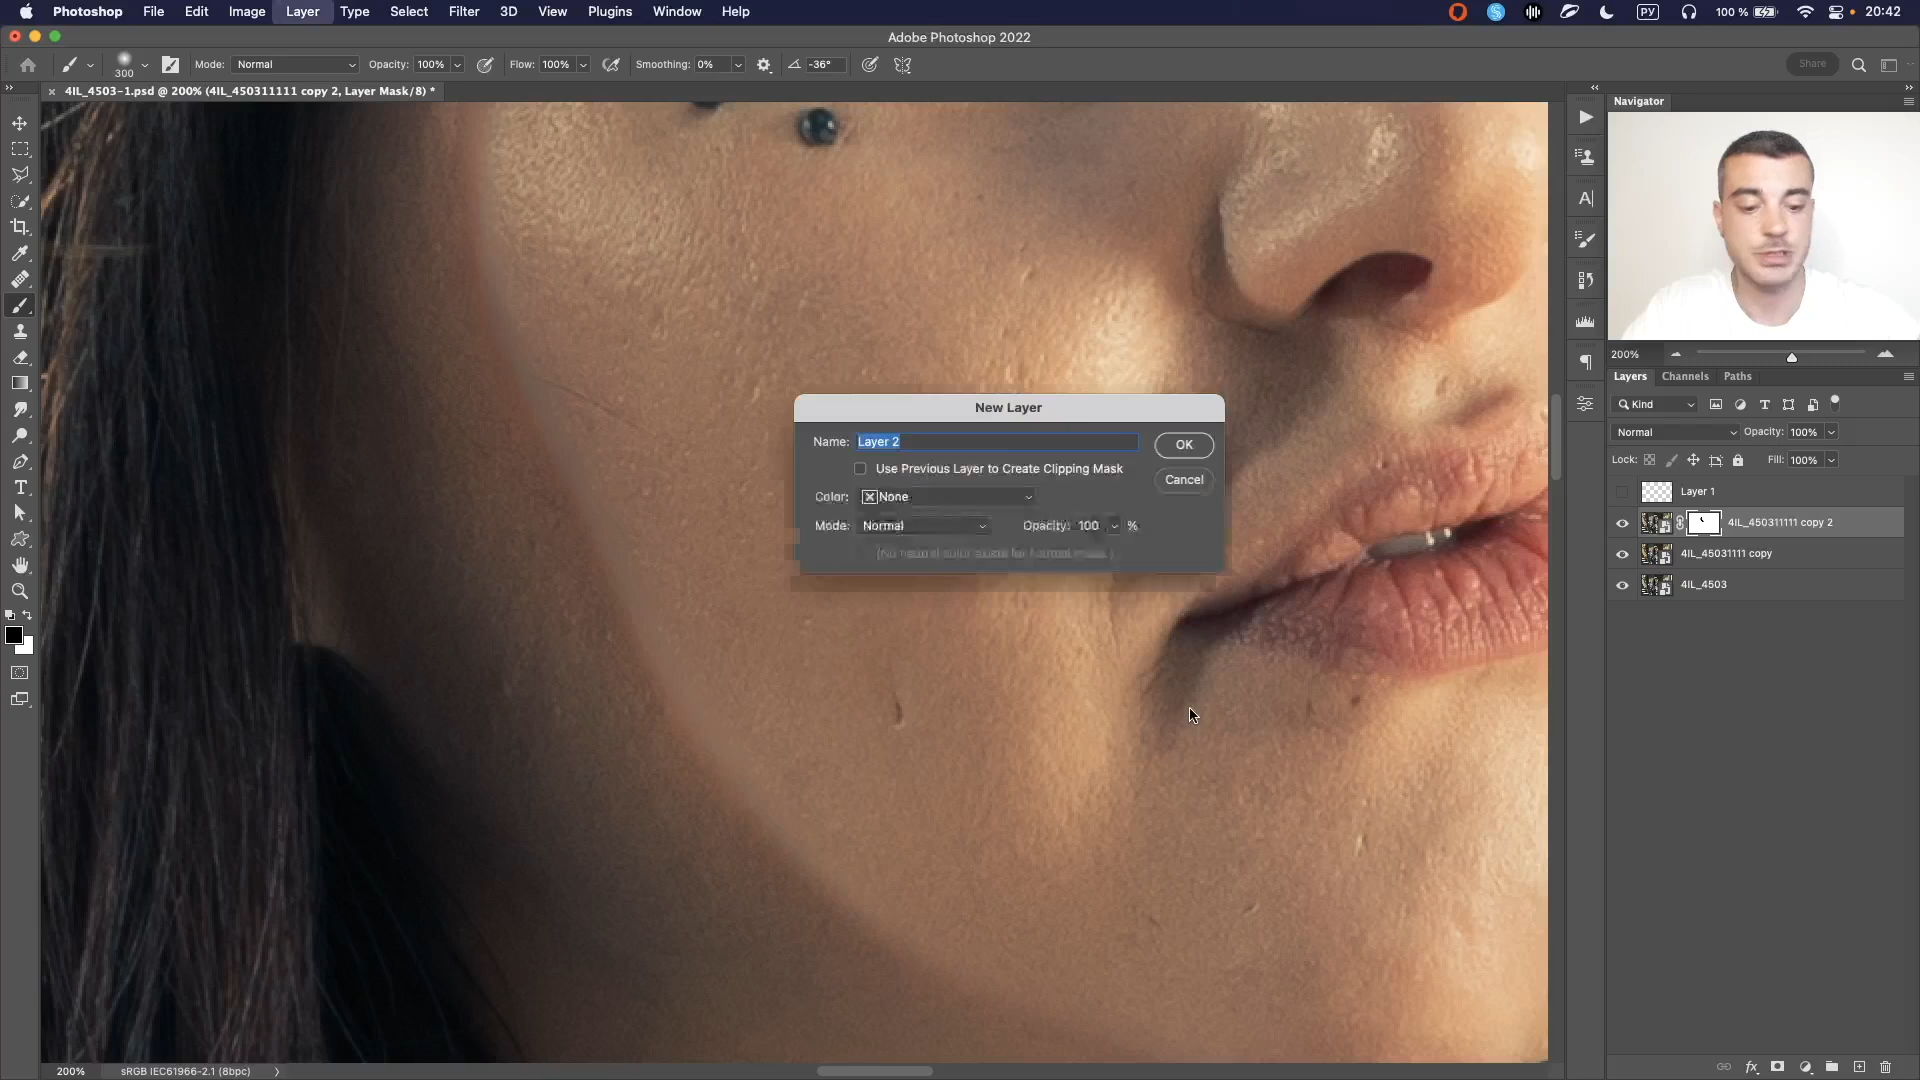 Photoshop File Edit Image Layer Type Select Filter 3D View Plugins Window Help РУ 100 % 20:42
Adobe Photoshop 2022
300 Mode: Normal Opacity: 100% Flow: 100% Smoothing: 0% -36° Share
4IL_4503-1.psd @ 200% (4IL_450311111 copy 2, Layer Mask/8) *
Navigator
200%
Layers Channels Paths
Kind
Normal Opacity: 100%
Lock: Fill: 100%
Layer 1
4IL_450311111 copy 2
4IL_45031111 copy
4IL_4503
New Layer
Name: Layer 2 OK
Use Previous Layer to Create Clipping Mask
Cancel
Color: None
Mode: Normal Opacity: 100 %
200% sRGB IEC61966-2.1 (8bpc)